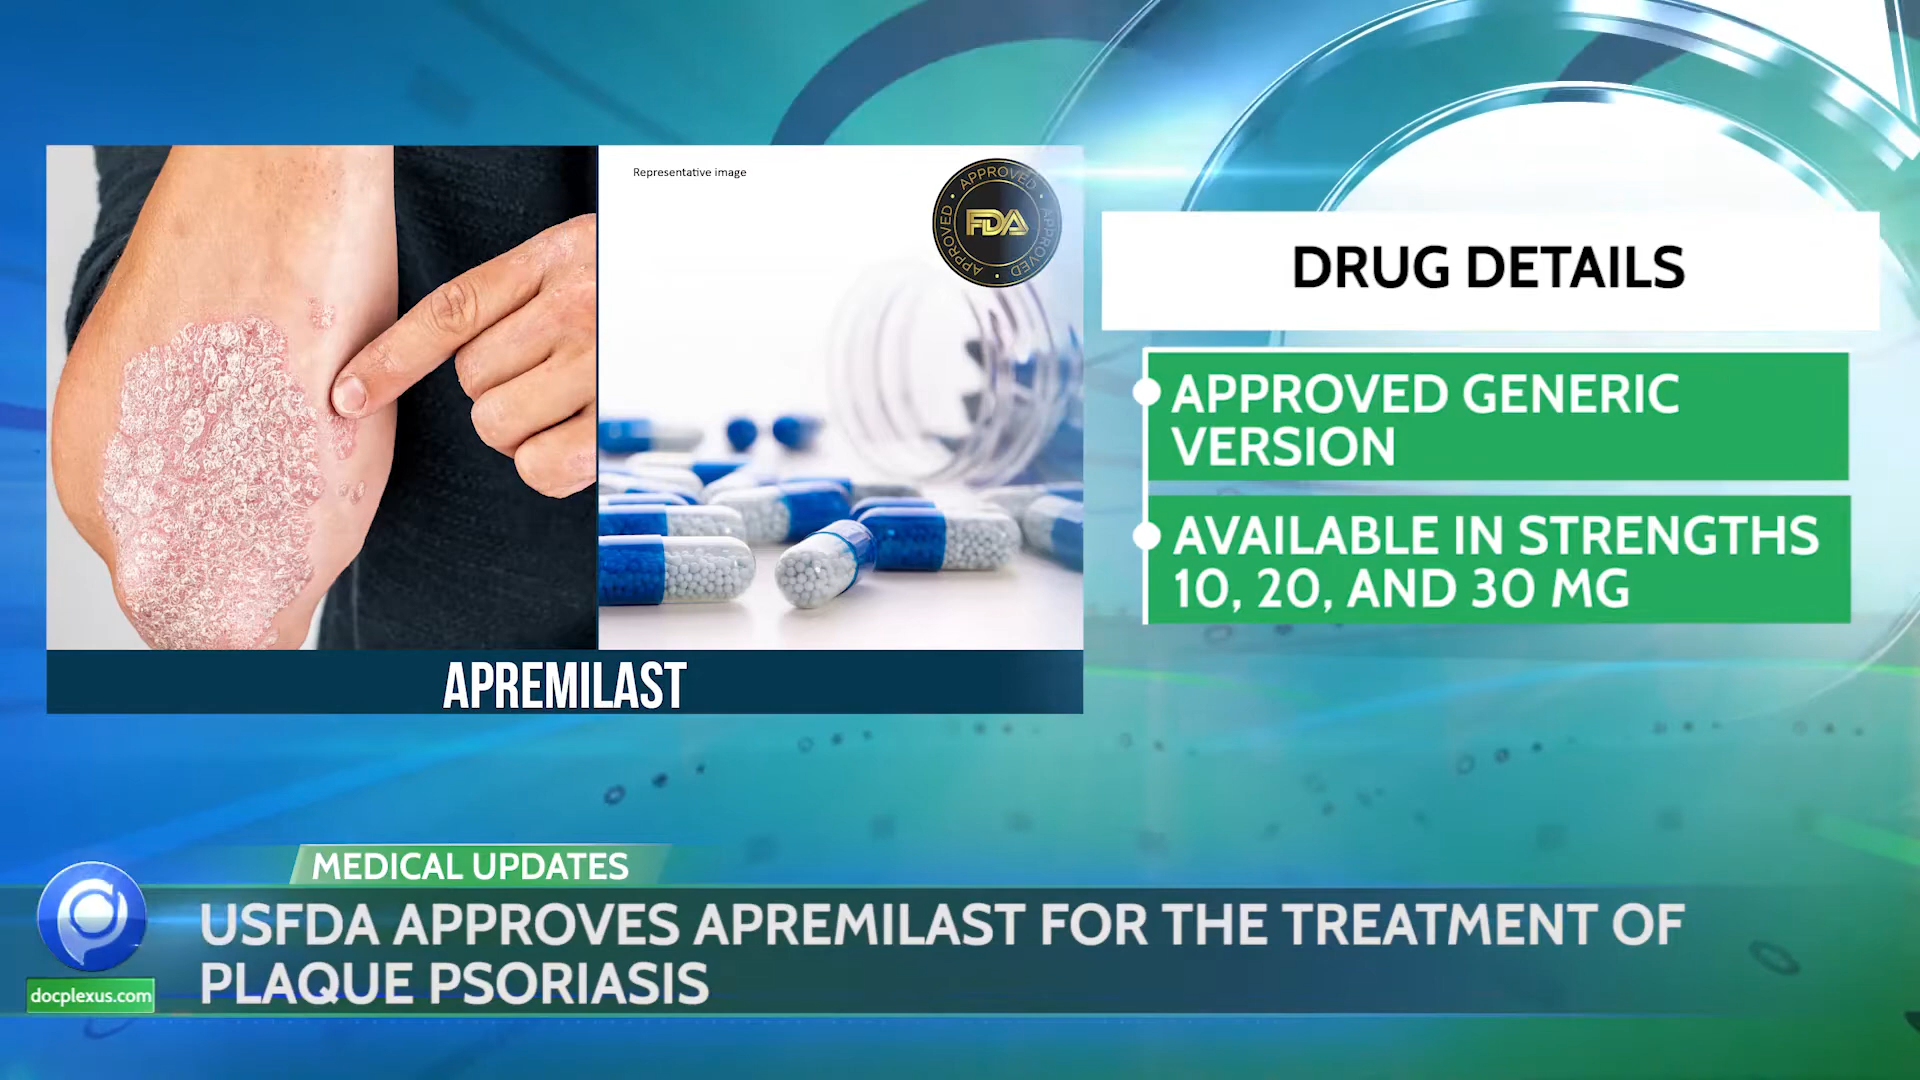 Representative image
APPROVED
APPROVED
APPROVED
APPROVED
FDA
APREMILAST
DRUG DETAILS
APPROVED GENERIC
VERSION
AVAILABLE IN STRENGTHS
10, 20, AND 30 MG
MEDICAL UPDATES
USFDA APPROVES APREMILAST FOR THE TREATMENT OF
PLAQUE PSORIASIS
docplexus.com